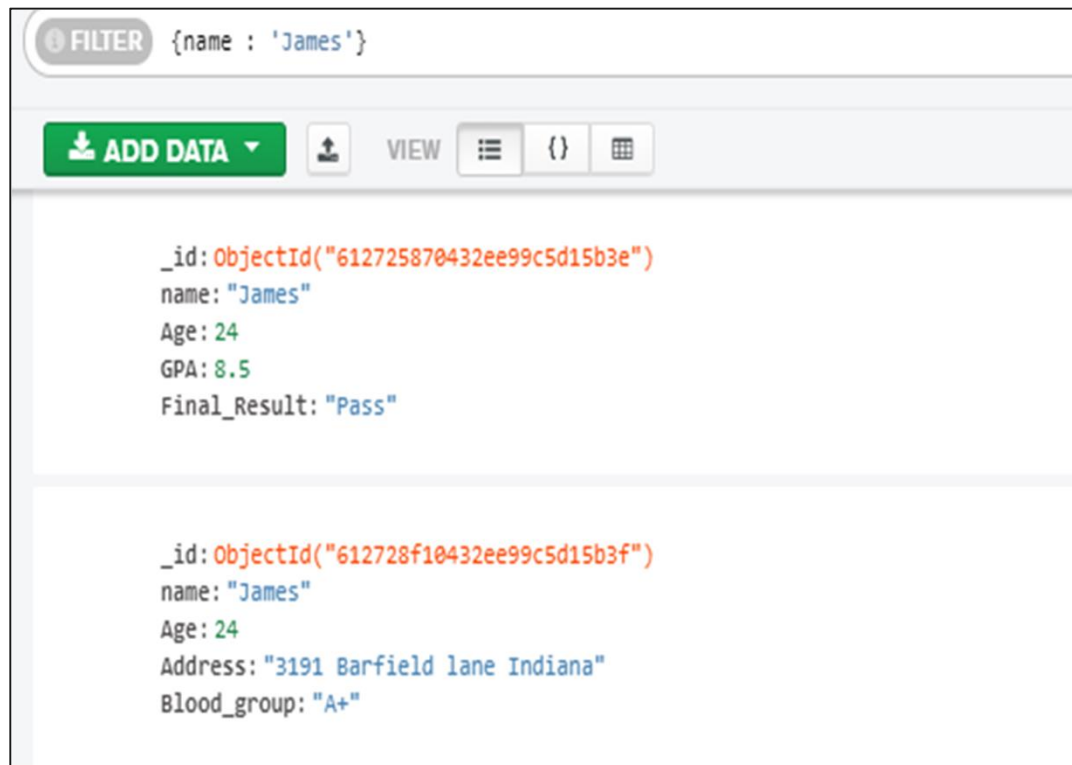 FILTER {name : 'James'}
ADD DATA VIEW {}
_id: ObjectId("612725870432ee99c5d15b3e")
name: "James"
Age: 24
GPA: 8.5
Final_Result: "Pass"
_id: ObjectId("612728f10432ee99c5d15b3f")
name: "James"
Age: 24
Address: "3191 Barfield lane Indiana"
Blood_group: "A+"